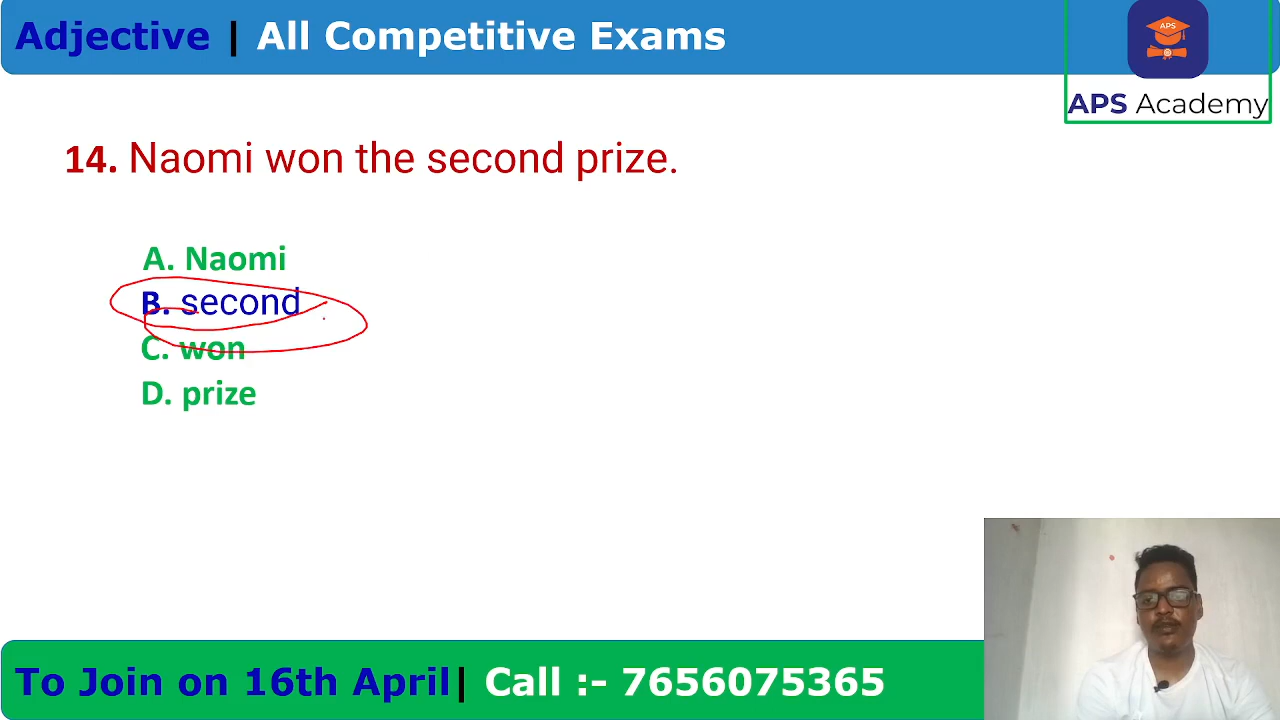 Adjective | All Competitive Exams
APS
APS Academy
14. Naomi won the second prize.
A. Naomi
B. second
C. won
D. prize
To Join on 16th April| Call :- 7656075365